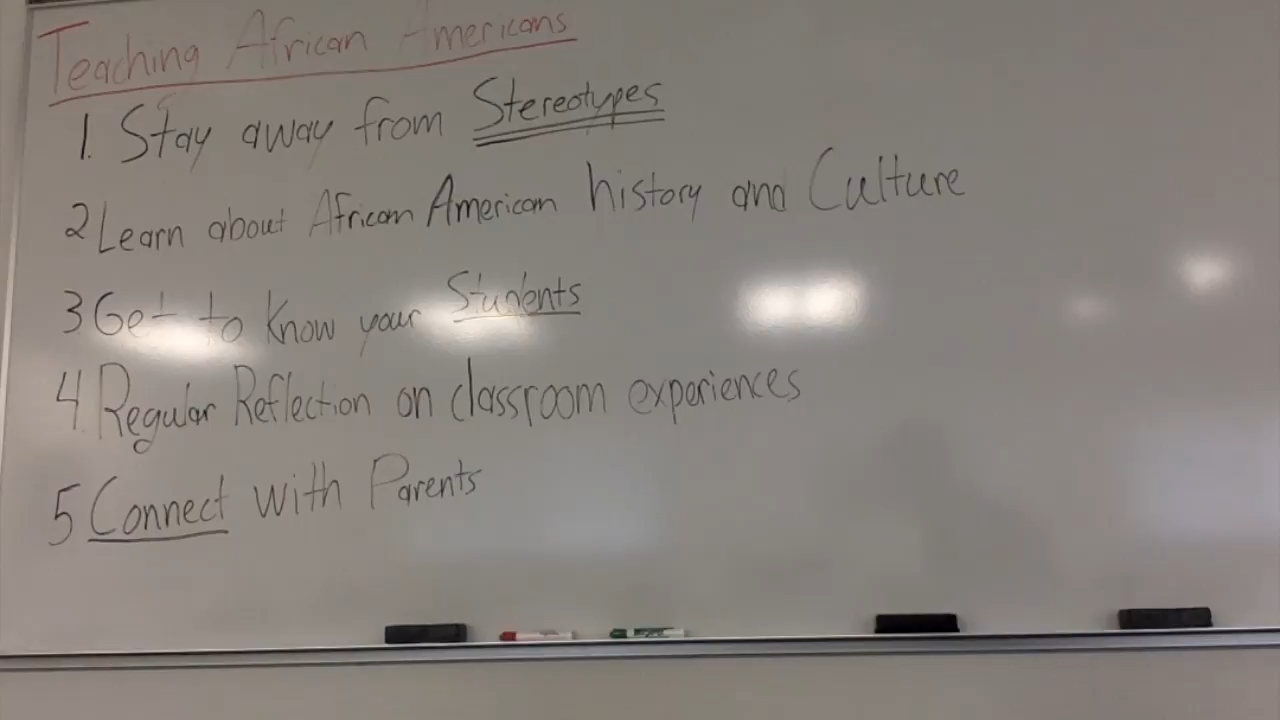 Teaching African Americans
1. Stay away from Stereotypes
2 Learn about African American history and Culture
3 Get to Know your Students
4. Regular Reflection on classroom experiences
5 Connect with Parents